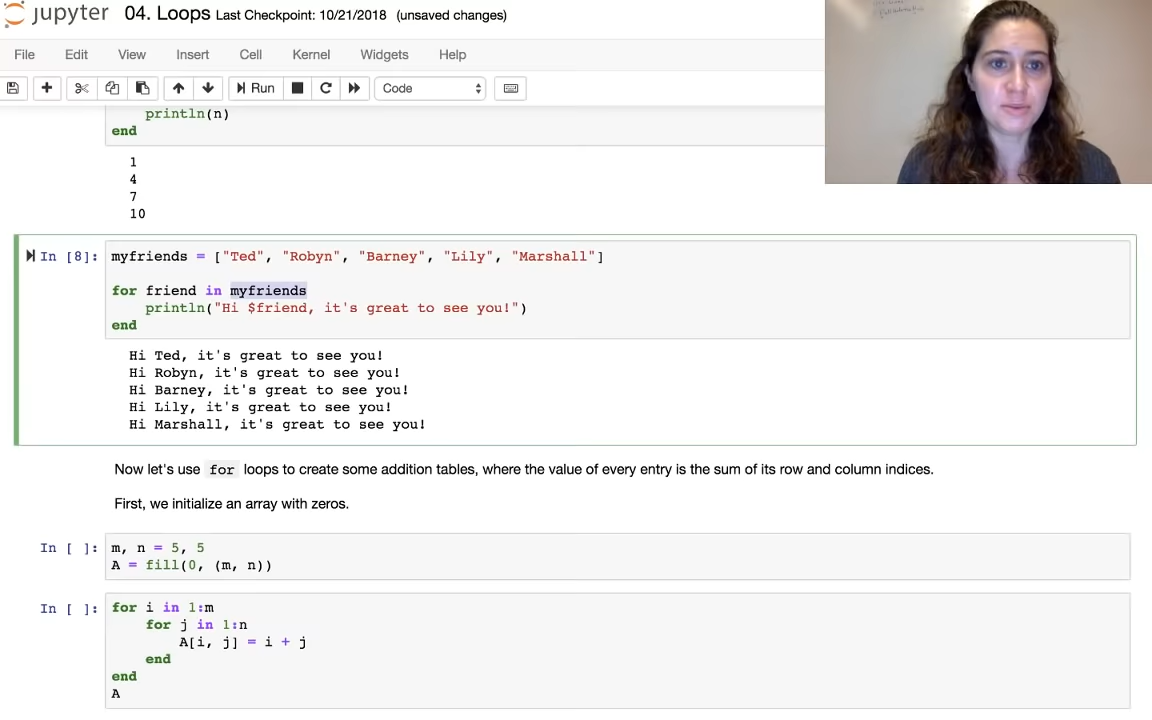 jupyter 04. Loops Last Checkpoint: 10/21/2018 (unsaved changes)
File Edit View Insert Cell Kernel Widgets Help
Run Code
println(n)
end
1
4
7
10
In [8]: myfriends = ["Ted", "Robyn", "Barney", "Lily", "Marshall"]
for friend in myfriends
println("Hi $friend, it's great to see you!")
end
Hi Ted, it's great to see you!
Hi Robyn, it's great to see you!
Hi Barney, it's great to see you!
Hi Lily, it's great to see you!
Hi Marshall, it's great to see you!
Now let's use for loops to create some addition tables, where the value of every entry is the sum of its row and column indices.
First, we initialize an array with zeros.
In [ ]: m, n = 5, 5
A = fill(0, (m, n))
In [ ]: for i in 1:m
for j in 1:n
A[i, j] = i + j
end
end
A